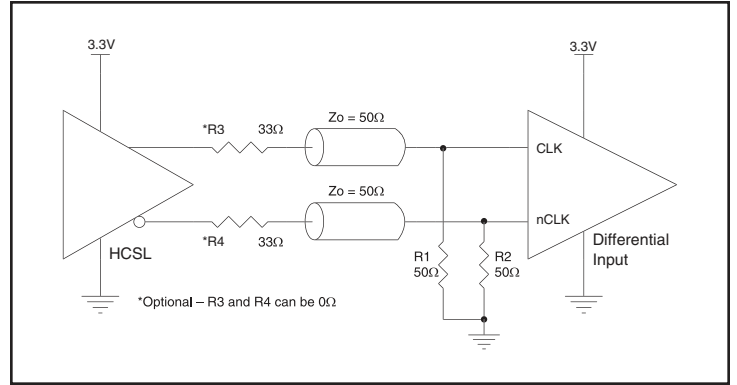 3.3V
3.3V
*R3 33Ω
Zo = 50Ω
CLK
Zo = 50Ω
nCLK
*R4 33Ω
HCSL
R1
50Ω
R2
50Ω
Differential
Input
*Optional – R3 and R4 can be 0Ω